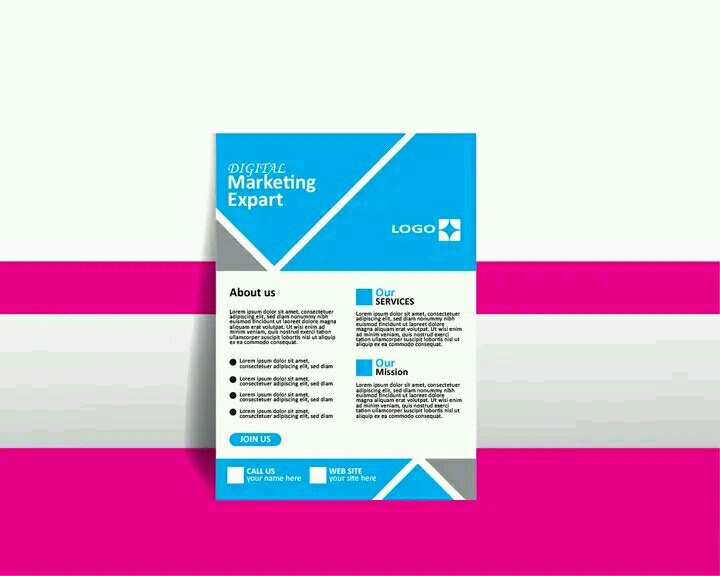 DIGITAL
Marketing
Expart
LOGO
About us
Lorem ipsum dolor sit amet, consectetuer
adipiscing elit, sed diam nonummy nibh
euismod tincidunt ut laoreet dolore magna
aliquam erat volutpat. Ut wisi enim ad
minim veniam, quis nostrud exerci tation
ullamcorper suscipit lobortis nisl ut aliquip
ex ea commodo consequat.
Lorem ipsum dolor sit amet,
consectetuer adipiscing elit, sed diam
Lorem ipsum dolor sit amet,
consectetuer adipiscing elit, sed diam
Lorem ipsum dolor sit amet,
consectetuer adipiscing elit, sed diam
Lorem ipsum dolor sit amet,
consectetuer adipiscing elit, sed diam
JOIN US
Our
SERVICES
Lorem ipsum dolor sit amet, consectetuer
adipiscing elit, sed diam nonummy nibh
euismod tincidunt ut laoreet dolore magna
aliquam erat volutpat. Ut wisi enim ad
minim veniam, quis nostrud exerci
tation ullamcorper suscipit lobortis nisl ut
aliquip ex ea commodo consequat.
Our
Mission
Lorem ipsum dolor sit amet, consectetuer
adipiscing elit, sed diam nonummy nibh
euismod tincidunt ut laoreet dolore magna
aliquam erat volutpat. Ut wisi enim ad
minim veniam, quis nostrud exerci
tation ullamcorper suscipit lobortis nisl ut
aliquip ex ea commodo consequat.
CALL US
your name here
WEB SITE
your site here